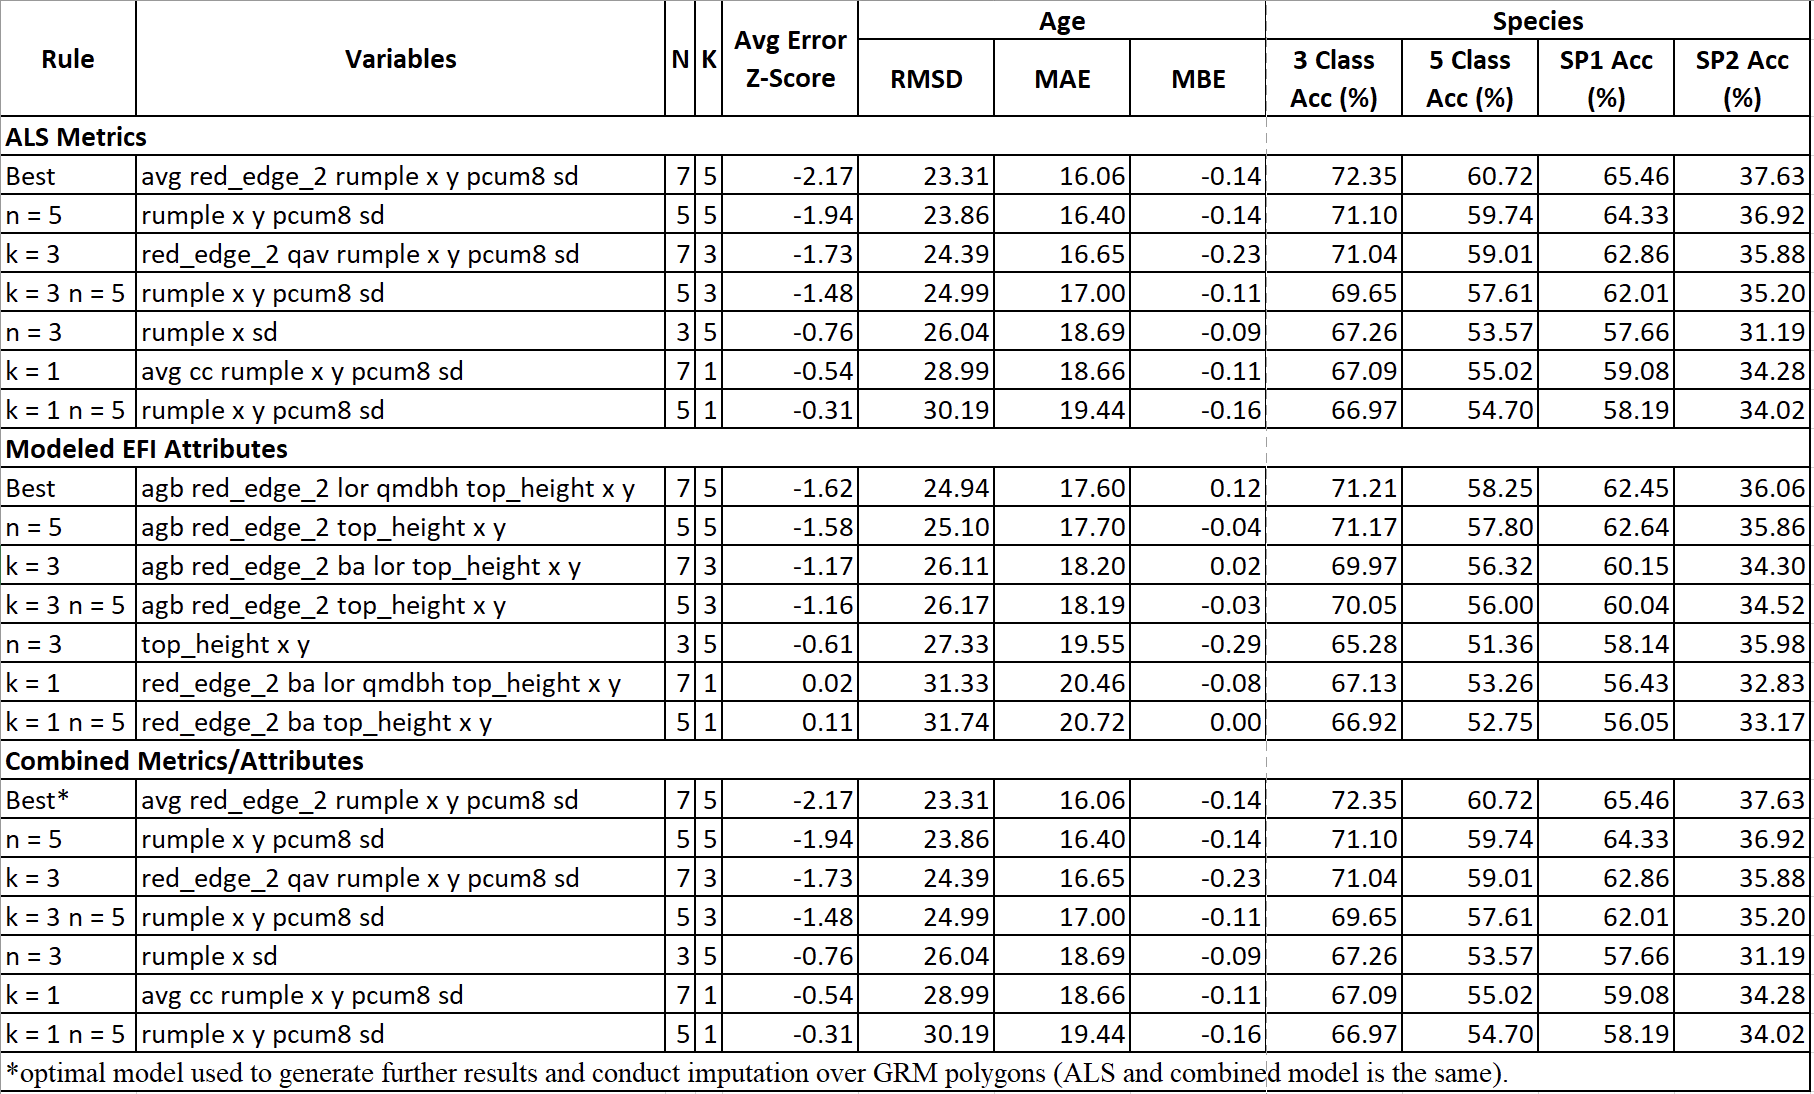 Rule Variables N K Avg Error Z-Score Age Species
RMSD MAE MBE 3 Class Acc (%) 5 Class Acc (%) SP1 Acc (%) SP2 Acc (%)
ALS Metrics
Best avg red_edge_2 rumple x y pcum8 sd 7 5 -2.17 23.31 16.06 -0.14 72.35 60.72 65.46 37.63
n = 5 rumple x y pcum8 sd 5 5 -1.94 23.86 16.40 -0.14 71.10 59.74 64.33 36.92
k = 3 red_edge_2 qav rumple x y pcum8 sd 7 3 -1.73 24.39 16.65 -0.23 71.04 59.01 62.86 35.88
k = 3 n = 5 rumple x y pcum8 sd 5 3 -1.48 24.99 17.00 -0.11 69.65 57.61 62.01 35.20
n = 3 rumple x sd 3 5 -0.76 26.04 18.69 -0.09 67.26 53.57 57.66 31.19
k = 1 avg cc rumple x y pcum8 sd 7 1 -0.54 28.99 18.66 -0.11 67.09 55.02 59.08 34.28
k = 1 n = 5 rumple x y pcum8 sd 5 1 -0.31 30.19 19.44 -0.16 66.97 54.70 58.19 34.02
Modeled EFI Attributes
Best agb red_edge_2 lor qmdbh top_height x y 7 5 -1.62 24.94 17.60 0.12 71.21 58.25 62.45 36.06
n = 5 agb red_edge_2 top_height x y 5 5 -1.58 25.10 17.70 -0.04 71.17 57.80 62.64 35.86
k = 3 agb red_edge_2 ba lor top_height x y 7 3 -1.17 26.11 18.20 0.02 69.97 56.32 60.15 34.30
k = 3 n = 5 agb red_edge_2 top_height x y 5 3 -1.16 26.17 18.19 -0.03 70.05 56.00 60.04 34.52
n = 3 top_height x y 3 5 -0.61 27.33 19.55 -0.29 65.28 51.36 58.14 35.98
k = 1 red_edge_2 ba lor qmdbh top_height x y 7 1 0.02 31.33 20.46 -0.08 67.13 53.26 56.43 32.83
k = 1 n = 5 red_edge_2 ba top_height x y 5 1 0.11 31.74 20.72 0.00 66.92 52.75 56.05 33.17
Combined Metrics/Attributes
Best* avg red_edge_2 rumple x y pcum8 sd 7 5 -2.17 23.31 16.06 -0.14 72.35 60.72 65.46 37.63
n = 5 rumple x y pcum8 sd 5 5 -1.94 23.86 16.40 -0.14 71.10 59.74 64.33 36.92
k = 3 red_edge_2 qav rumple x y pcum8 sd 7 3 -1.73 24.39 16.65 -0.23 71.04 59.01 62.86 35.88
k = 3 n = 5 rumple x y pcum8 sd 5 3 -1.48 24.99 17.00 -0.11 69.65 57.61 62.01 35.20
n = 3 rumple x sd 3 5 -0.76 26.04 18.69 -0.09 67.26 53.57 57.66 31.19
k = 1 avg cc rumple x y pcum8 sd 7 1 -0.54 28.99 18.66 -0.11 67.09 55.02 59.08 34.28
k = 1 n = 5 rumple x y pcum8 sd 5 1 -0.31 30.19 19.44 -0.16 66.97 54.70 58.19 34.02
*optimal model used to generate further results and conduct imputation over GRM polygons (ALS and combined model is the same).